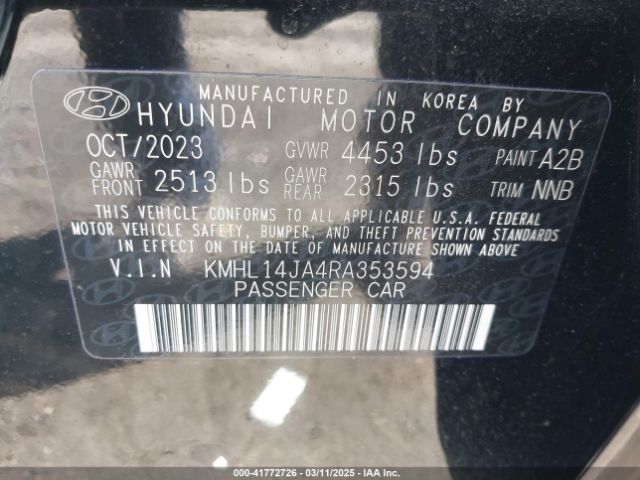 MANUFACTURED IN KOREA BY
HYUNDAI MOTOR COMPANY
OCT/2023 GVWR 4453 lbs PAINT A2B
GAWR FRONT 2513 lbs GAWR REAR 2315 lbs TRIM NNB
THIS VEHICLE CONFORMS TO ALL APPLICABLE U.S.A. FEDERAL
MOTOR VEHICLE SAFETY, BUMPER, AND THEFT PREVENTION STANDARDS
IN EFFECT ON THE DATE OF MANUFACTURE SHOWN ABOVE.
V.I.N KMHL14JA4RA353594
PASSENGER CAR
000-41772726 - 03/11/2025 - IAA Inc.